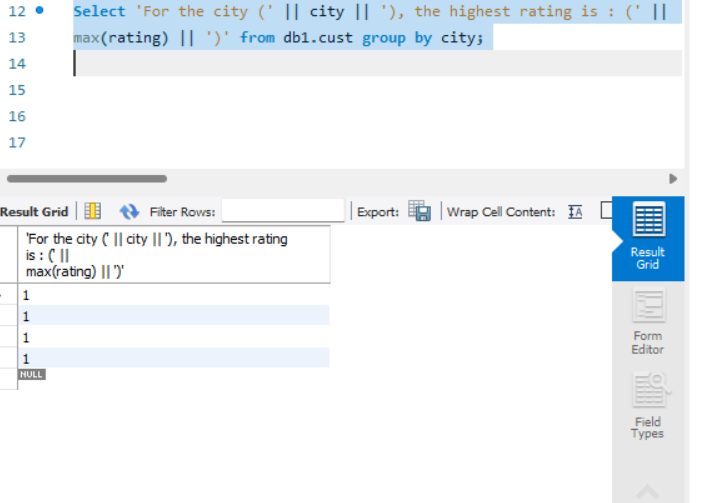 12 Select 'For the city (' || city || '), the highest rating is : (' ||
13 max(rating) || ')' from db1.cust group by city;
14
15
16
17
Result Grid Filter Rows: Export: Wrap Cell Content: IA
'For the city (' || city || '), the highest rating
is : (' ||
max(rating) || ')'
1
1
1
1
NULL
Result
Grid
Form
Editor
Field
Types